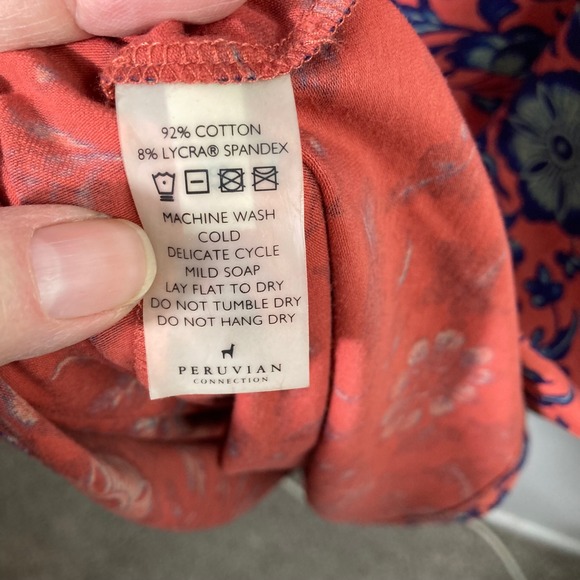 92% COTTON
8% LYCRA® SPANDEX
MACHINE WASH
COLD
DELICATE CYCLE
MILD SOAP
LAY FLAT TO DRY
DO NOT TUMBLE DRY
DO NOT HANG DRY
PERUVIAN
CONNECTION